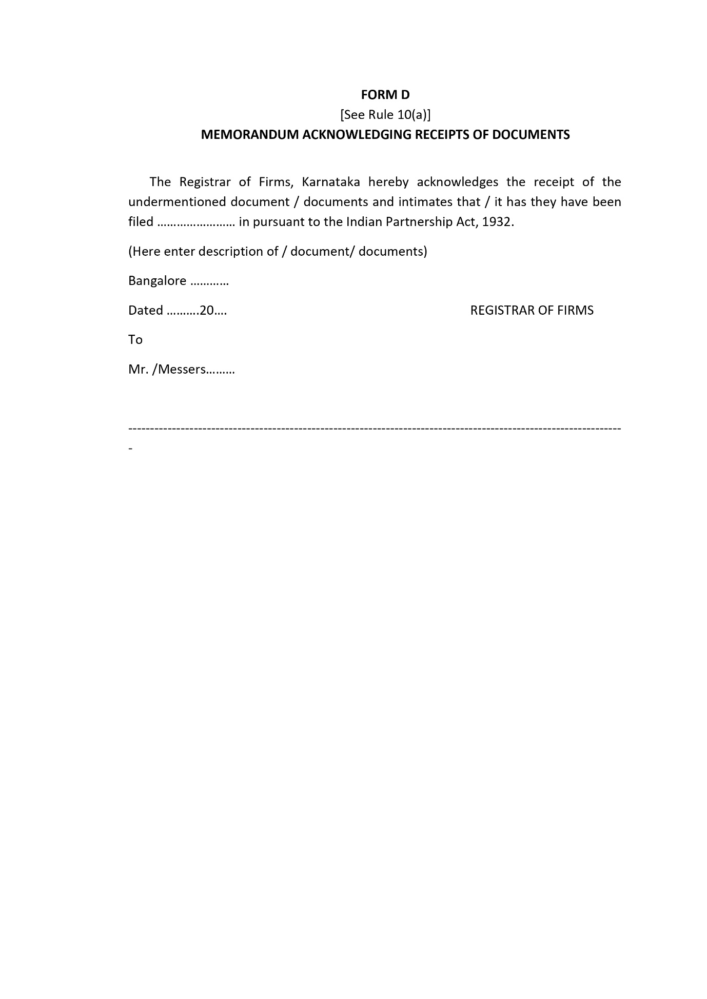 FORM D
[See Rule 10(a)]
MEMORANDUM ACKNOWLEDGING RECEIPTS OF DOCUMENTS
The Registrar of Firms, Karnataka hereby acknowledges the receipt of the
undermentioned document / documents and intimates that / it has they have been
filed …………………… in pursuant to the Indian Partnership Act, 1932.
(Here enter description of / document/ documents)
Bangalore …………
Dated ……….20…. REGISTRAR OF FIRMS
To
Mr. /Messers………
-----------------------------------------------------------------------------------------------------------------
-